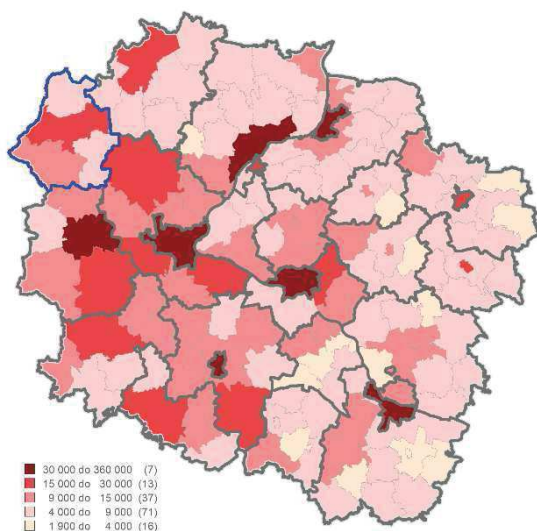 30 000 do 360 000 (7)
15 000 do 30 000 (13)
9 000 do 15 000 (37)
4 000 do 9 000 (71)
1 900 do 4 000 (16)